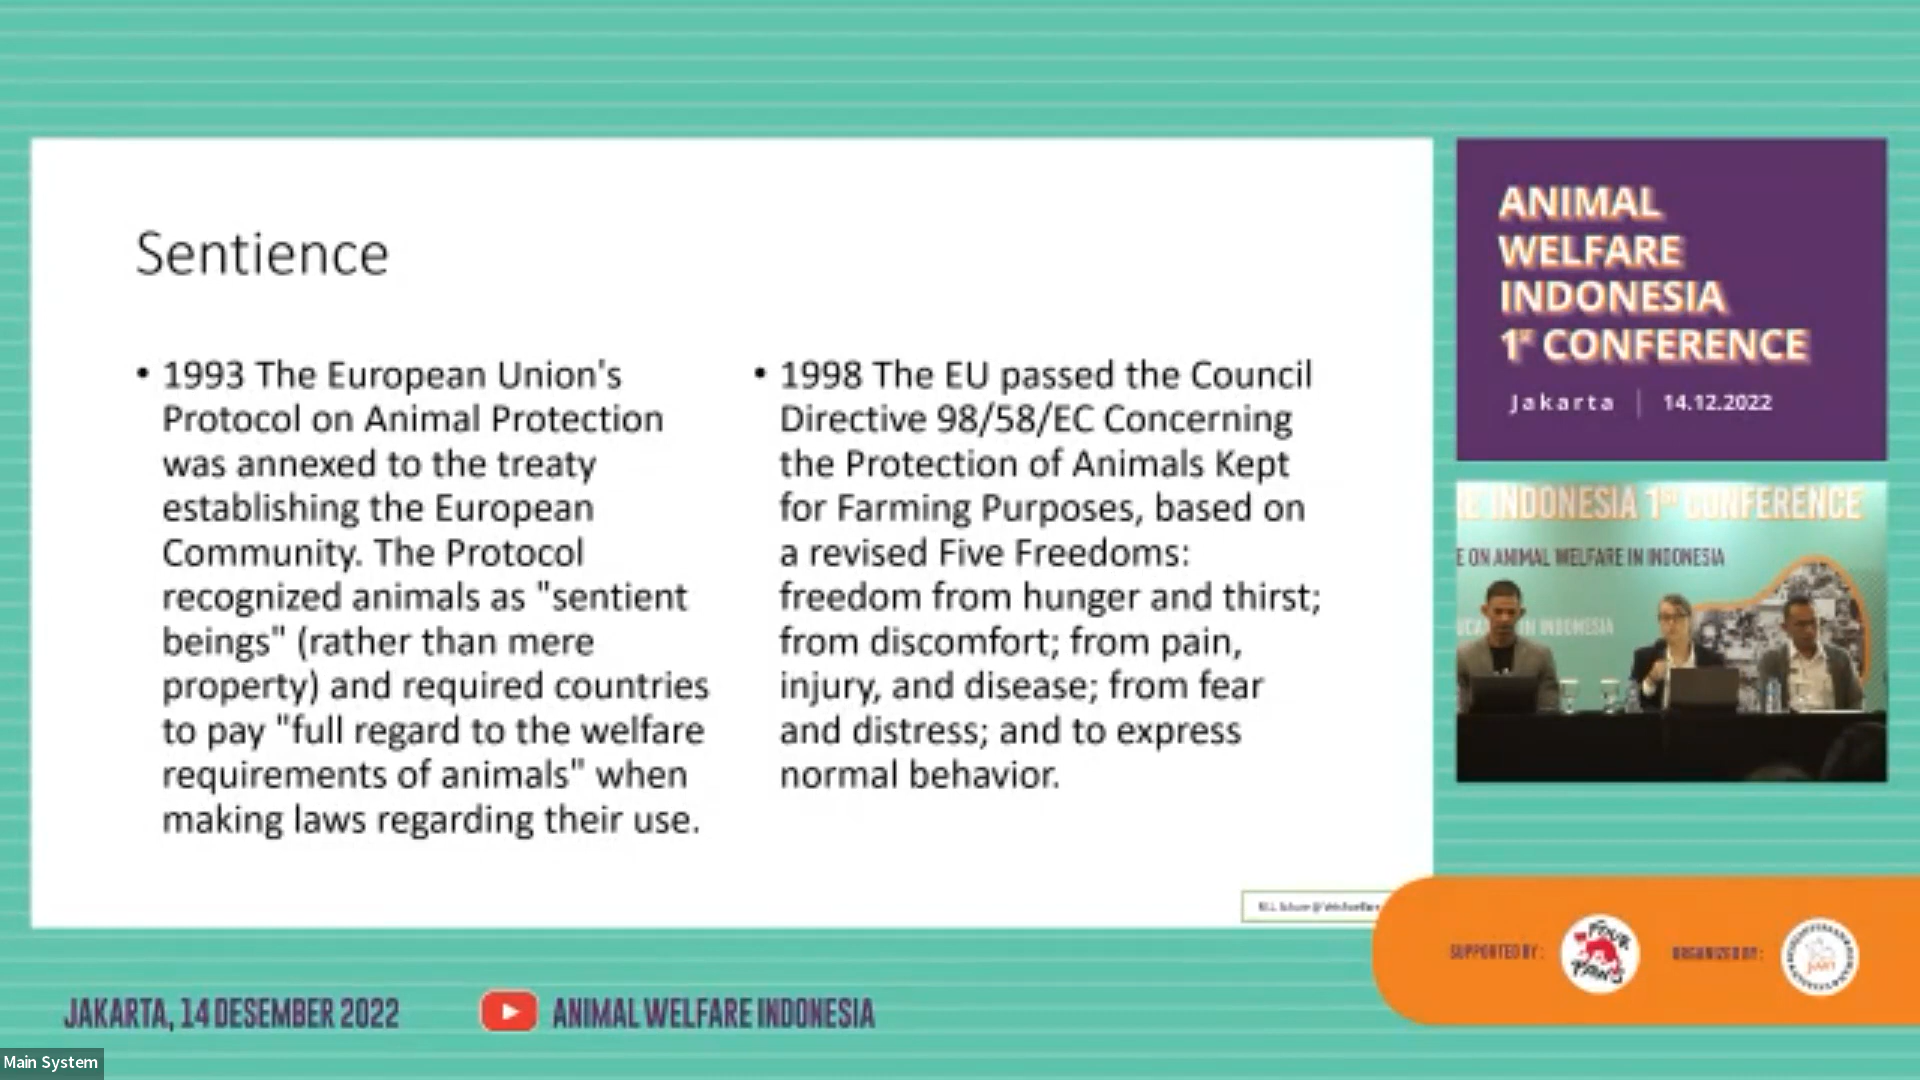 Sentience
• 1993 The European Union's
Protocol on Animal Protection
was annexed to the treaty
establishing the European
Community. The Protocol
recognized animals as "sentient
beings" (rather than mere
property) and required countries
to pay "full regard to the welfare
requirements of animals" when
making laws regarding their use.
• 1998 The EU passed the Council
Directive 98/58/EC Concerning
the Protection of Animals Kept
for Farming Purposes, based on
a revised Five Freedoms:
freedom from hunger and thirst;
from discomfort; from pain,
injury, and disease; from fear
and distress; and to express
normal behavior.
ANIMAL
WELFARE
INDONESIA
1st CONFERENCE
Jakarta | 14.12.2022
RE INDONESIA 1st CONFERENCE
E ON ANIMAL WELFARE IN INDONESIA
IN INDONESIA
SUPPORTED BY:
FOUR
PAWS
ORGANIZED BY:
JAKARTA, 14 DESEMBER 2022
ANIMAL WELFARE INDONESIA
Main System